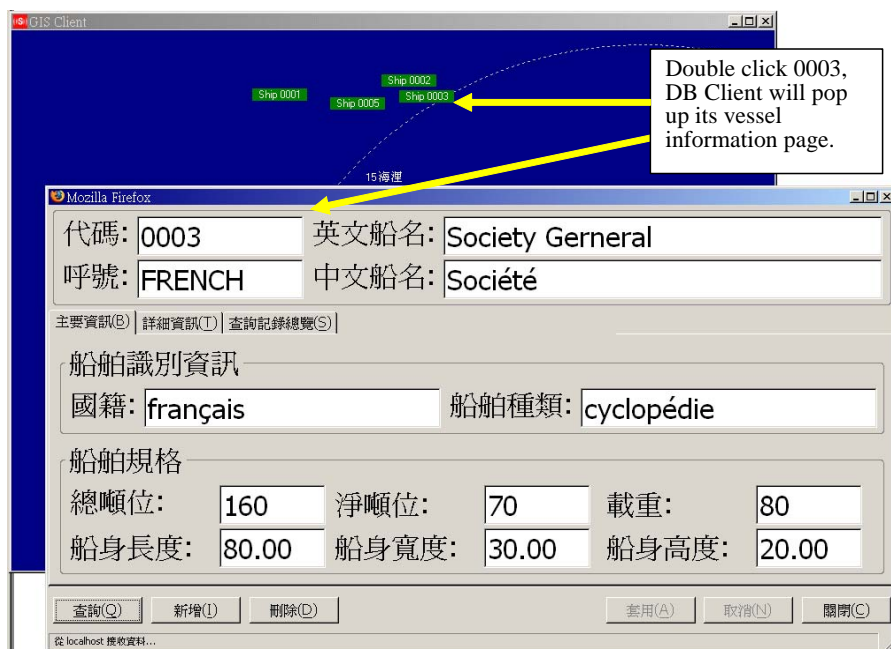 GIS Client
Ship 0002
Ship 0001
Ship 0003
Ship 0005
Double click 0003,
DB Client will pop
up its vessel
information page.
15海浬
Mozilla Firefox
代碼: 0003 英文船名: Society Gerneral
呼號: FRENCH 中文船名: Société
主要資訊(B) 詳細資訊(T) 查詢記錄總覽(S)
船舶識別資訊
國籍: français 船舶種類: cyclopédie
船舶規格
總噸位: 160 淨噸位: 70 載重: 80
船身長度: 80.00 船身寬度: 30.00 船身高度: 20.00
查詢(Q) 新增(I) 刪除(D) 套用(A) 取消(N) 關閉(C)
從 localhost 接收資料...